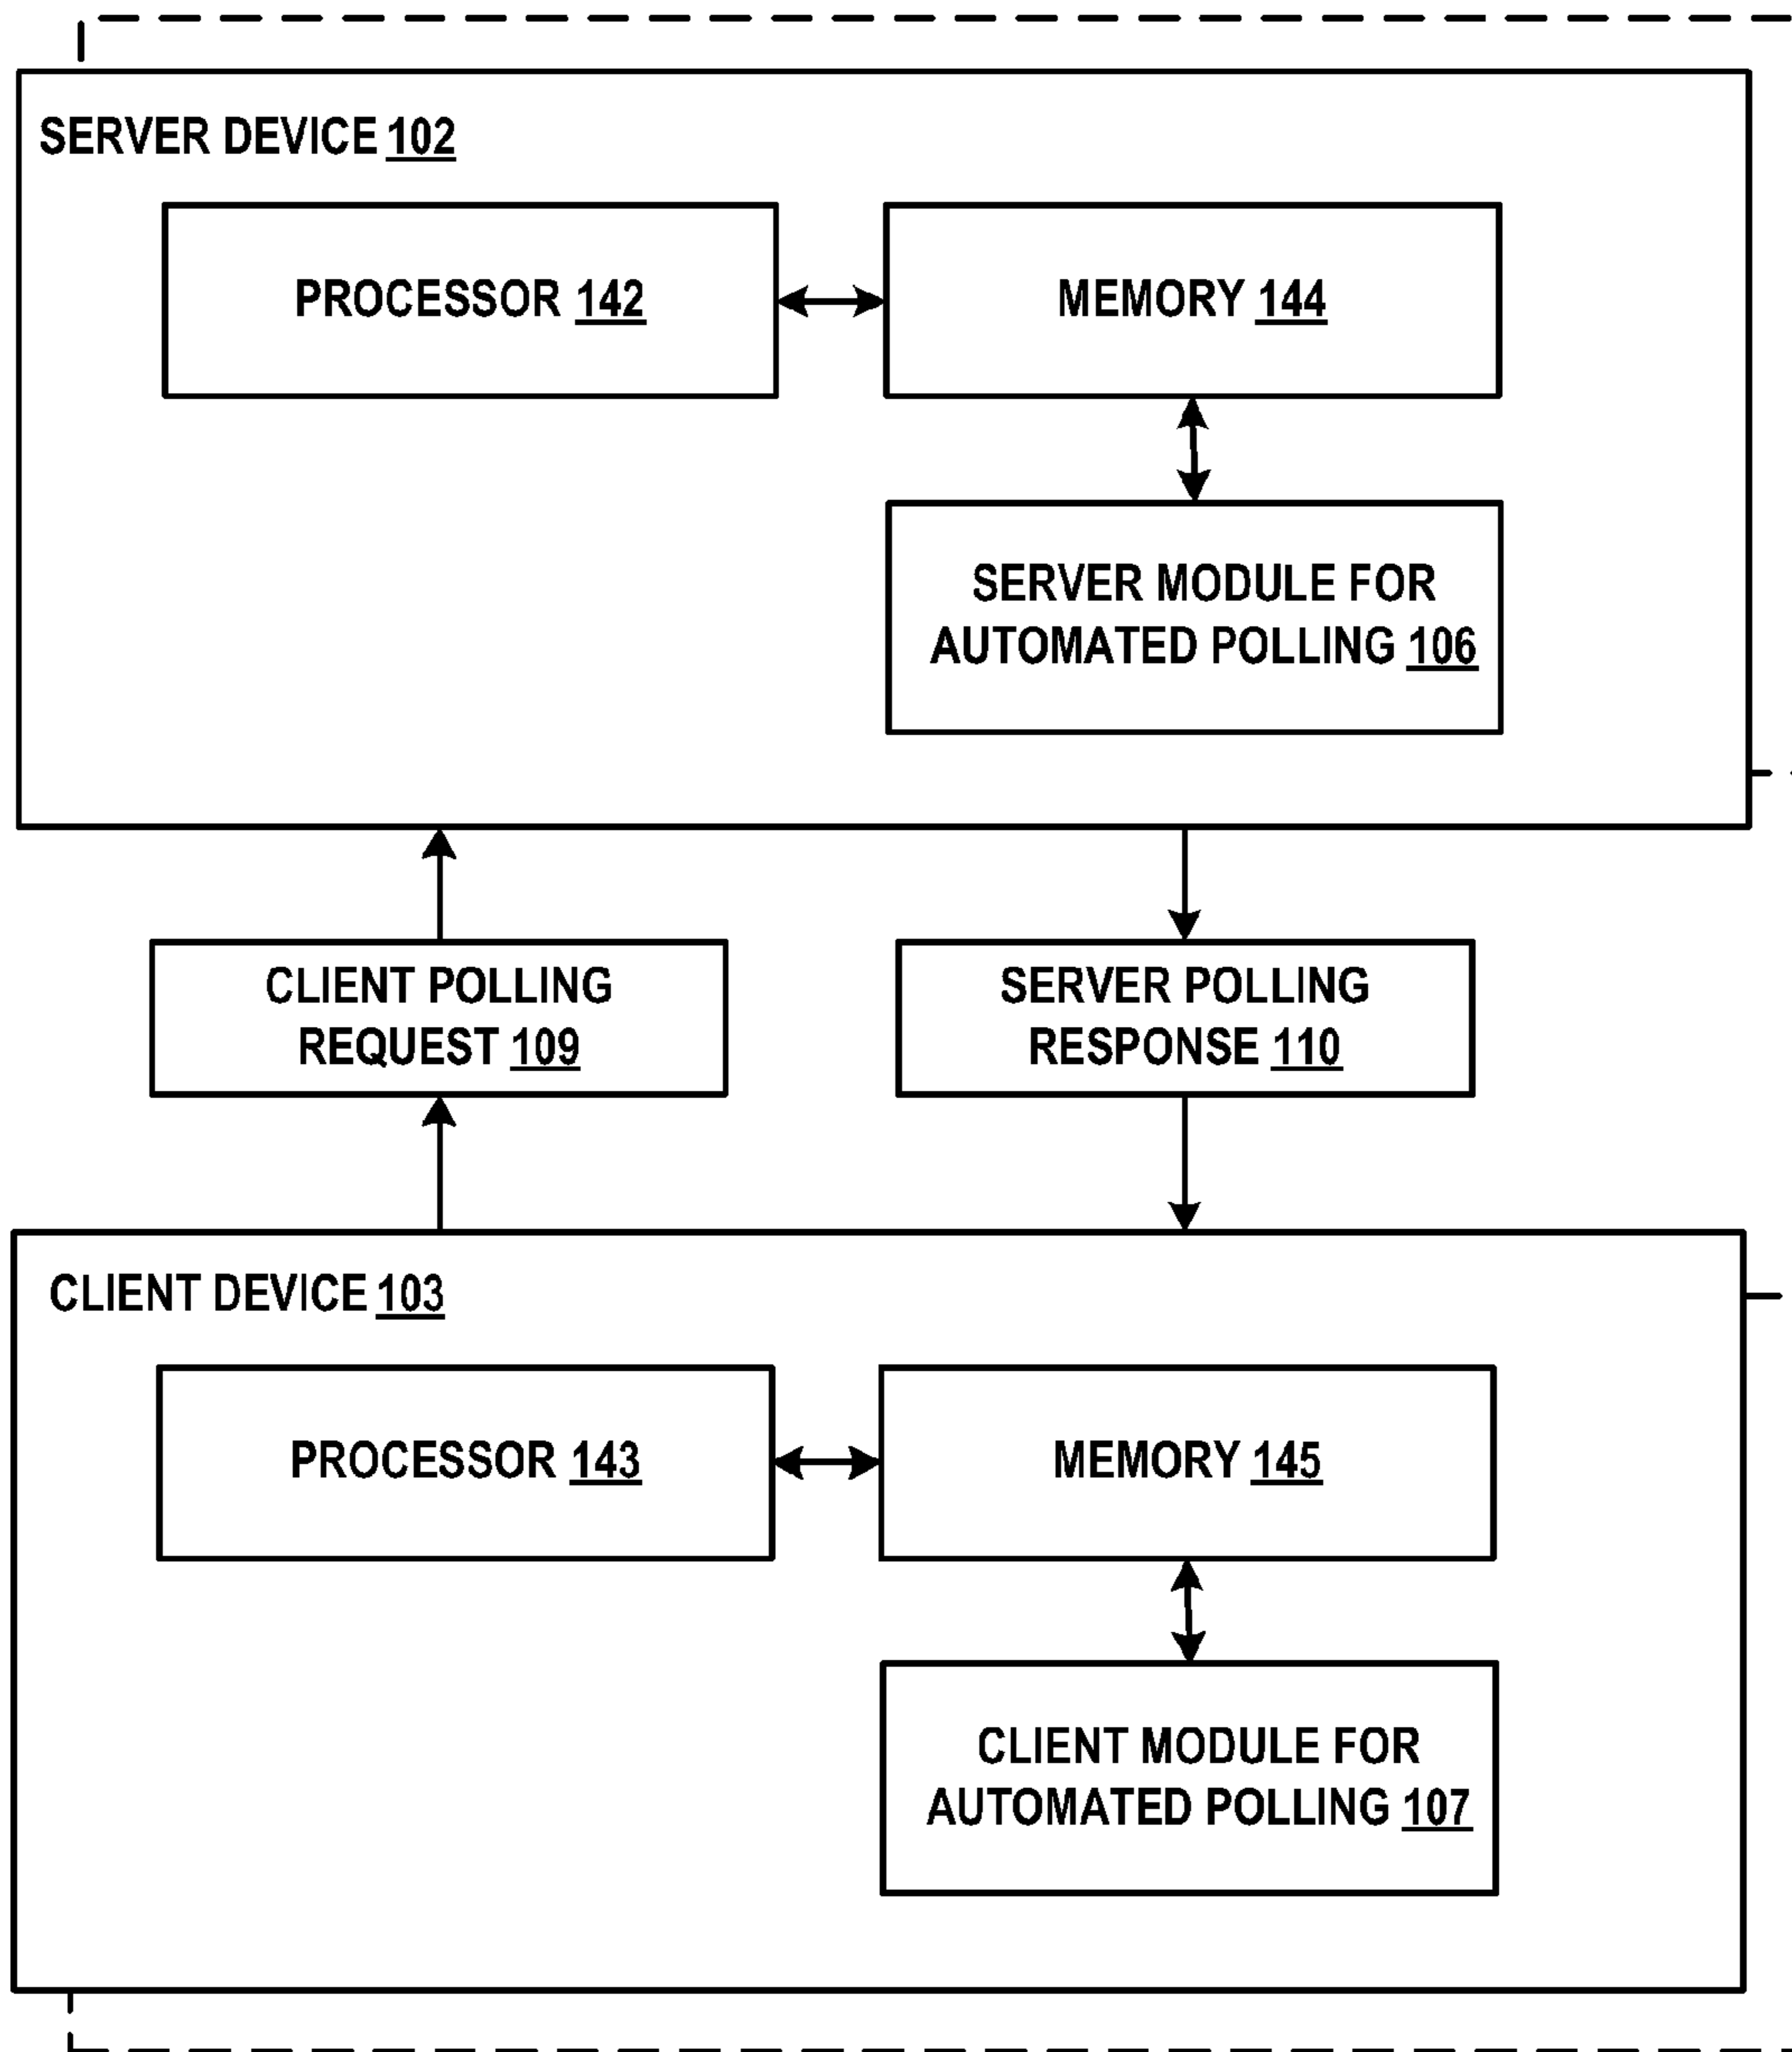 SERVER DEVICE 102
PROCESSOR 142
MEMORY 144
SERVER MODULE FOR
AUTOMATED POLLING 106
CLIENT POLLING
REQUEST 109
SERVER POLLING
RESPONSE 110
CLIENT DEVICE 103
PROCESSOR 143
MEMORY 145
CLIENT MODULE FOR
AUTOMATED POLLING 107